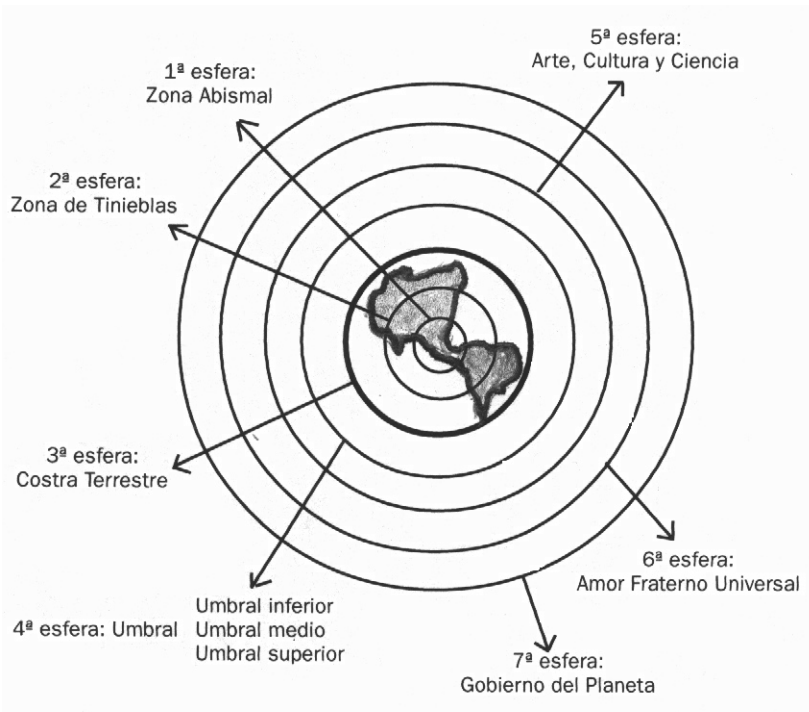 5ª esfera:
Arte, Cultura y Ciencia
1ª esfera:
Zona Abismal
2ª esfera:
Zona de Tinieblas
3ª esfera:
Costra Terrestre
4ª esfera: Umbral
Umbral inferior
Umbral medio
Umbral superior
6ª esfera:
Amor Fraterno Universal
7ª esfera:
Gobierno del Planeta